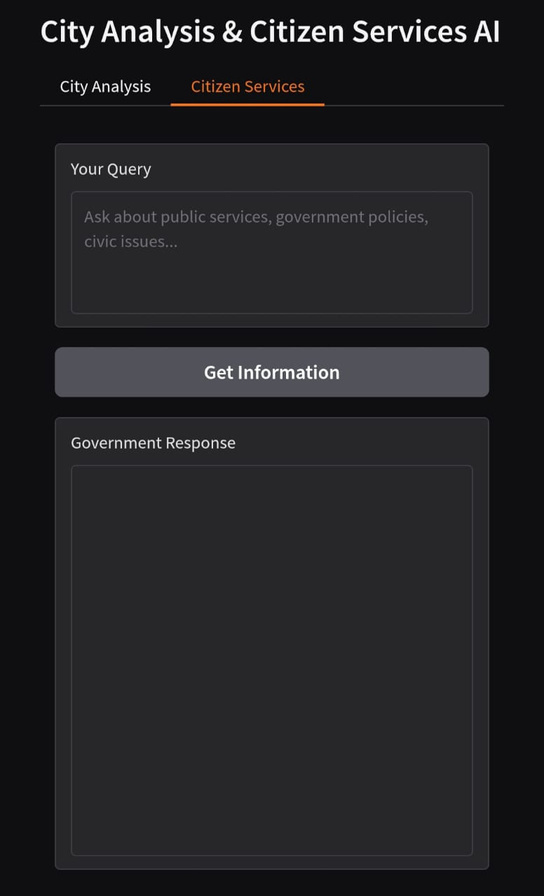 City Analysis & Citizen Services AI
City Analysis
Citizen Services
Your Query
Ask about public services, government policies,
civic issues...
Get Information
Government Response